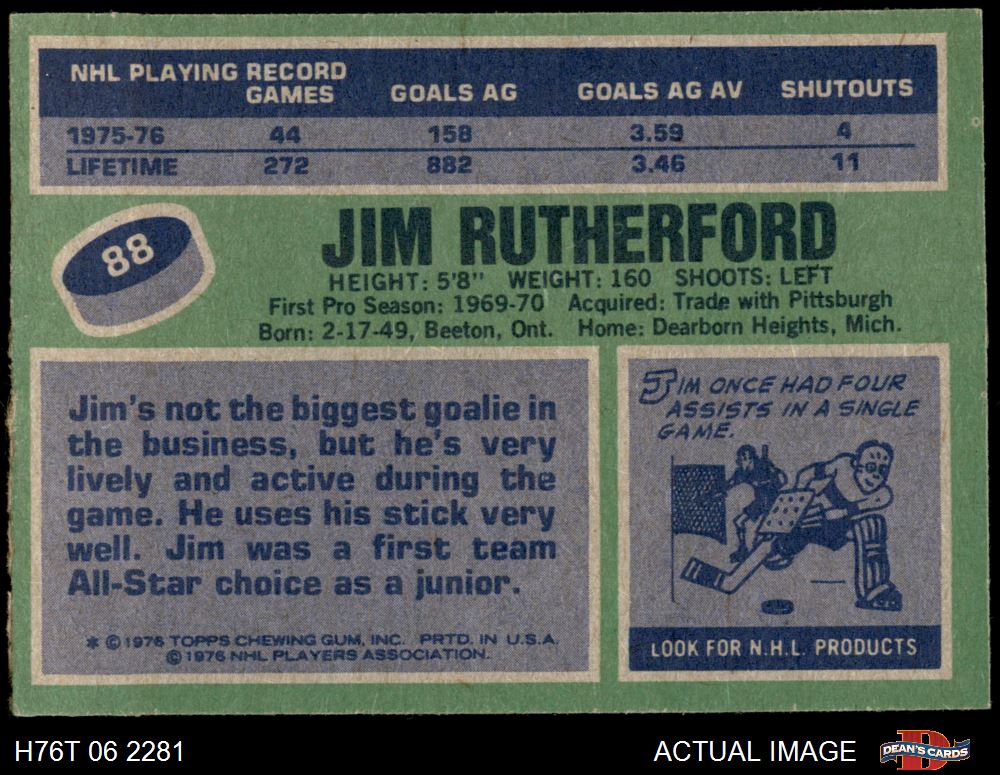 NHL PLAYING RECORD
GAMES GOALS AG GOALS AG AV SHUTOUTS
1975-76 44 158 3.59 4
LIFETIME 272 882 3.46 11
88
JIM RUTHERFORD
HEIGHT: 5'8" WEIGHT: 160 SHOOTS: LEFT
First Pro Season: 1969-70 Acquired: Trade with Pittsburgh
Born: 2-17-49, Beeton, Ont. Home: Dearborn Heights, Mich.
Jim's not the biggest goalie in
the business, but he's very
lively and active during the
game. He uses his stick very
well. Jim was a first team
All-Star choice as a junior.
* © 1976 TOPPS CHEWING GUM, INC. PRTD. IN U.S.A.
© 1976 NHL PLAYERS ASSOCIATION.
JIM ONCE HAD FOUR
ASSISTS IN A SINGLE
GAME.
LOOK FOR N.H.L. PRODUCTS
H76T 06 2281
ACTUAL IMAGE
D
DEAN'S CARDS